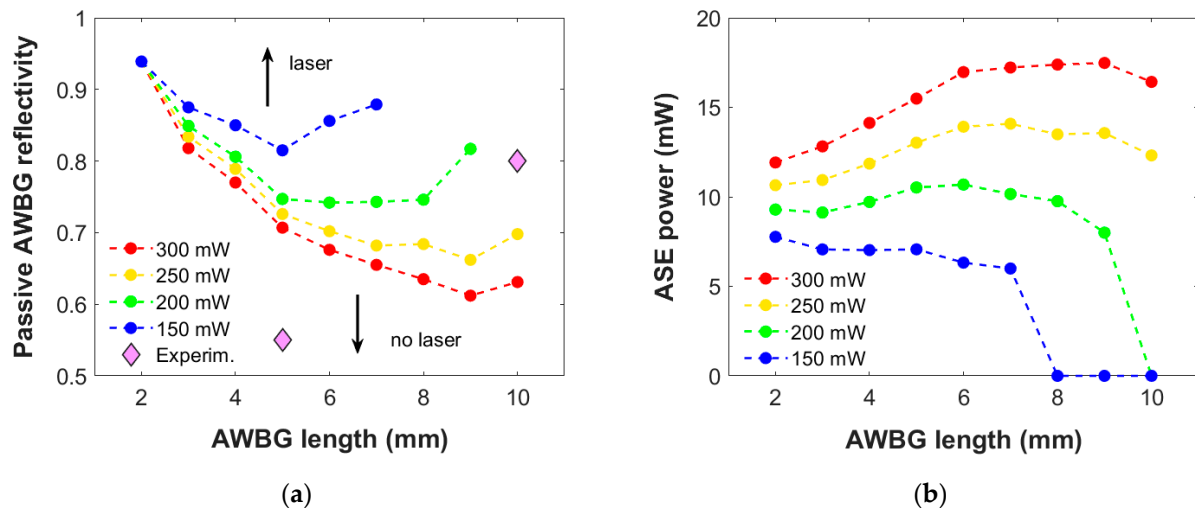 1
0.9
0.8
0.7
0.6
0.5
Passive AWBG reflectivity
laser
no laser
300 mW
250 mW
200 mW
150 mW
Experim.
2 4 6 8 10
AWBG length (mm)
(a)
20
15
10
5
0
ASE power (mW)
300 mW
250 mW
200 mW
150 mW
2 4 6 8 10
AWBG length (mm)
(b)